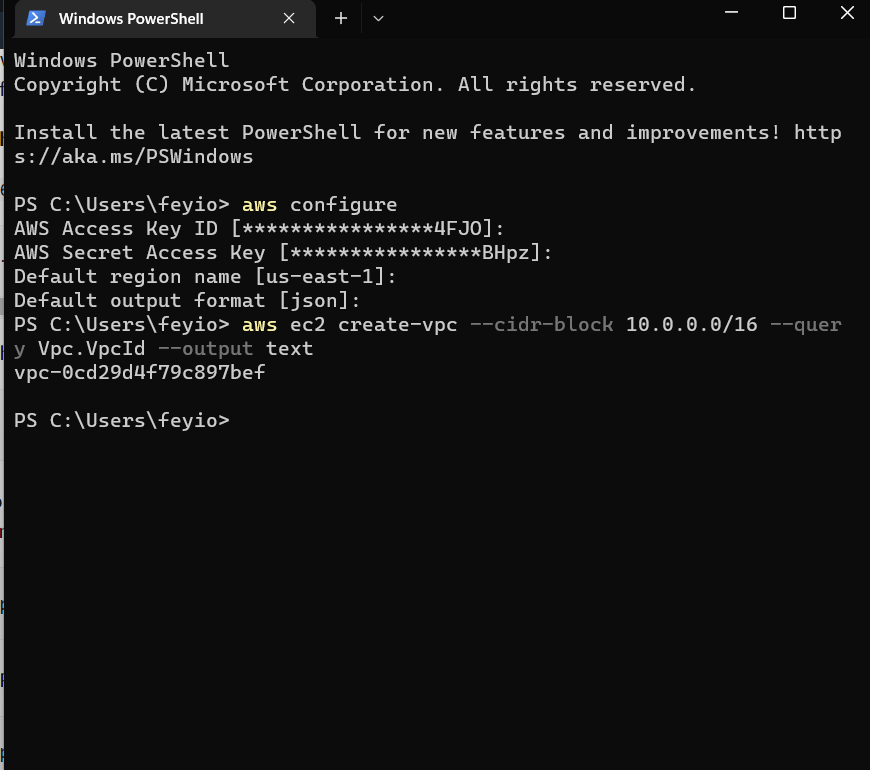 Windows PowerShell
Windows PowerShell
Copyright (C) Microsoft Corporation. All rights reserved.
Install the latest PowerShell for new features and improvements! http
s://aka.ms/PSWindows
PS C:\Users\feyio> aws configure
AWS Access Key ID [****************4FJO]:
AWS Secret Access Key [****************BHpz]:
Default region name [us-east-1]:
Default output format [json]:
PS C:\Users\feyio> aws ec2 create-vpc --cidr-block 10.0.0.0/16 --quer
y Vpc.VpcId --output text
vpc-0cd29d4f79c897bef
PS C:\Users\feyio>